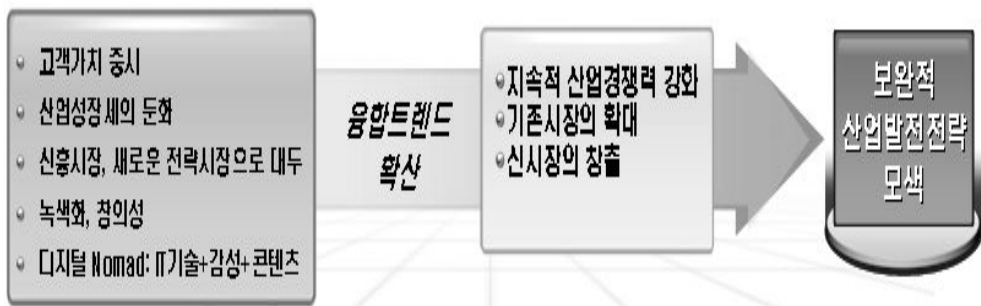 고객가치 중시
산업성장세의 둔화
신흥시장, 새로운 전략시장으로 대두
녹색화, 창의성
디지털 Nomad: IT기술+감성+콘텐츠
융합트렌드
확산
지속적 산업경쟁력 강화
기존시장의 확대
신시장의 창출
보완적
산업발전전략
모색